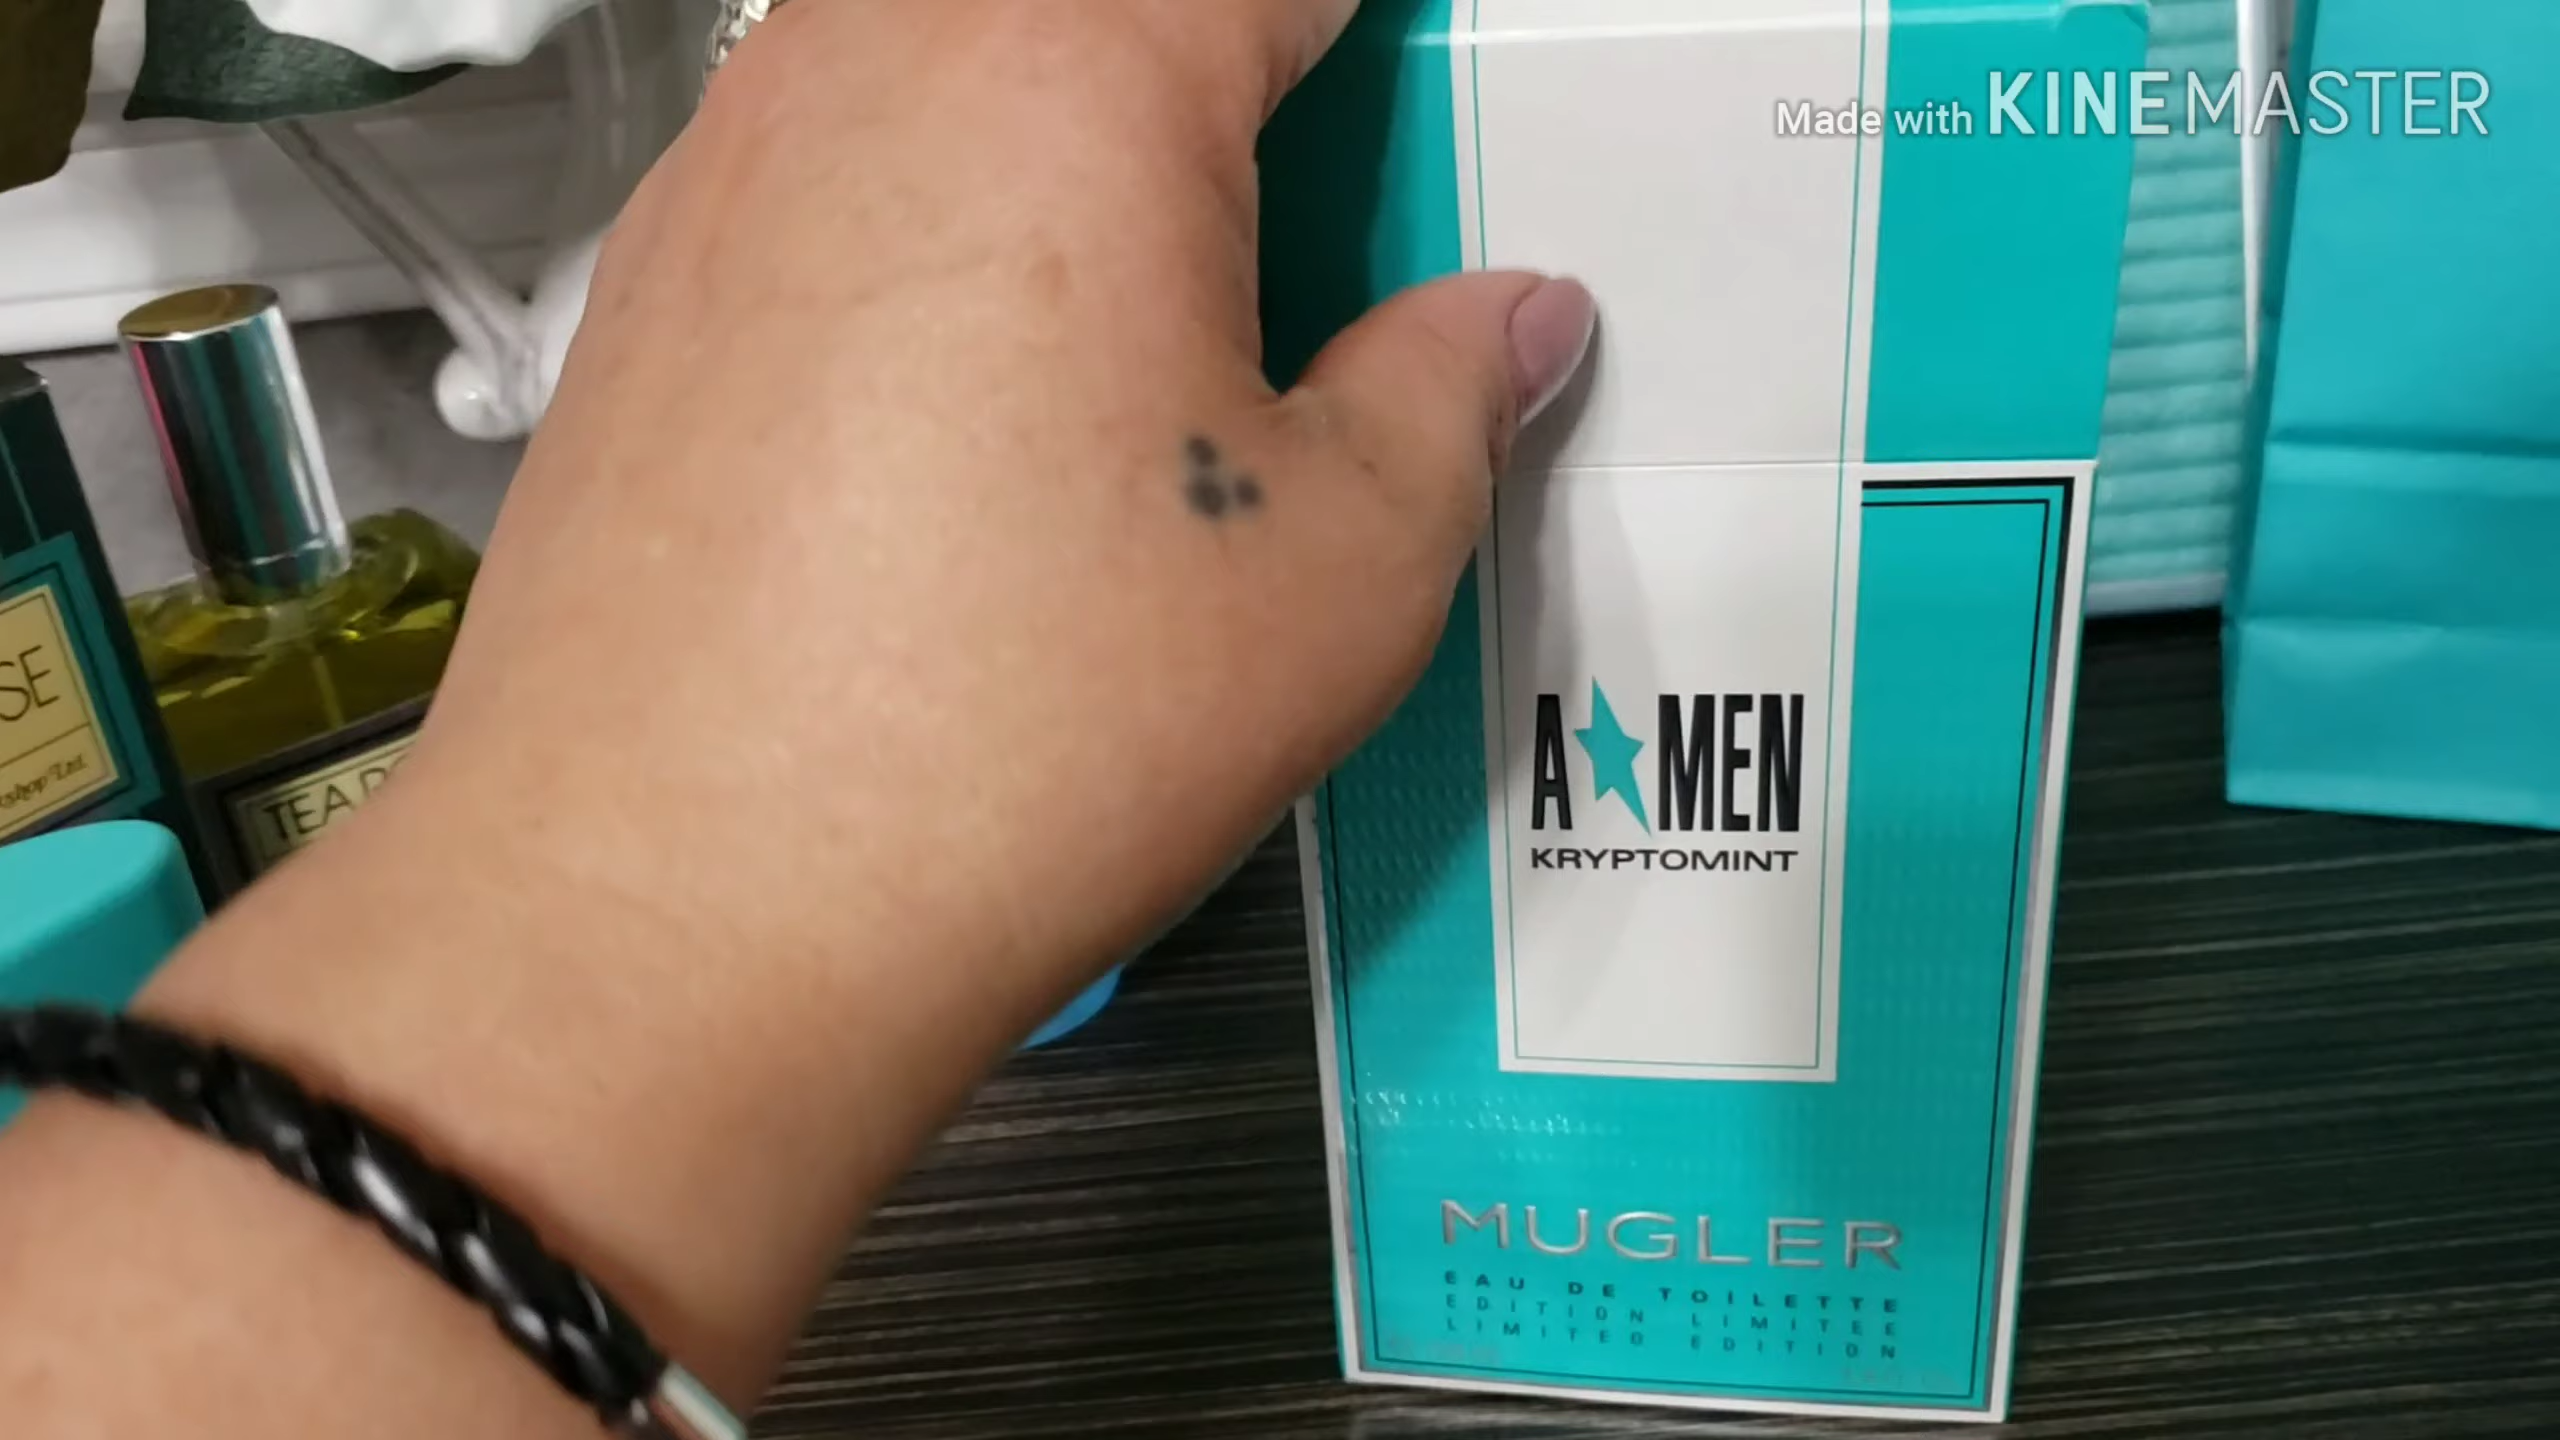 Made with KINEMASTER
SE
TEA
A MEN
KRYPTOMINT
MUGLER
EAU DE TOILETTE
EDITION LIMITEE
LIMITED EDITION